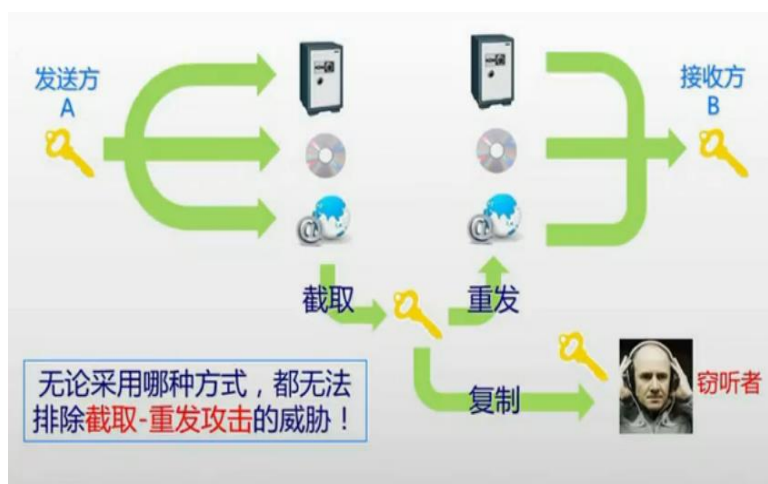 发送方
A
接收方
B
截取
重发
复制
窃听者
无论采用哪种方式，都无法
排除截取-重发攻击的威胁！